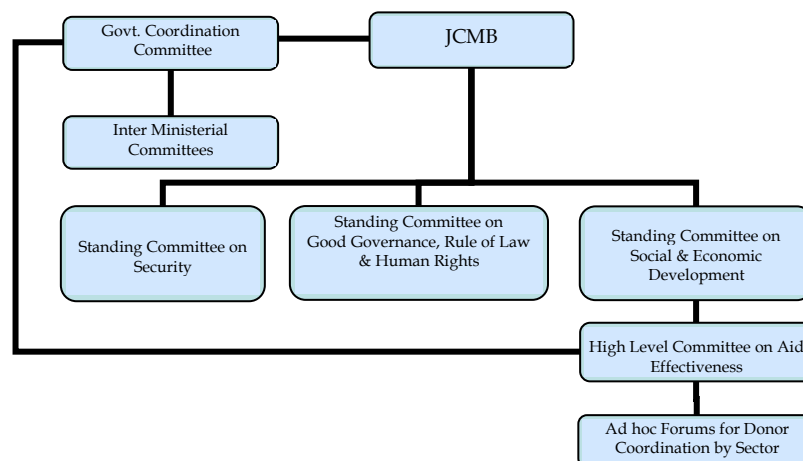 Govt. Coordination
Committee
JCMB
Inter Ministerial
Committees
Standing Committee on
Security
Standing Committee on
Good Governance, Rule of Law
& Human Rights
Standing Committee on
Social & Economic
Development
High Level Committee on Aid
Effectiveness
Ad hoc Forums for Donor
Coordination by Sector